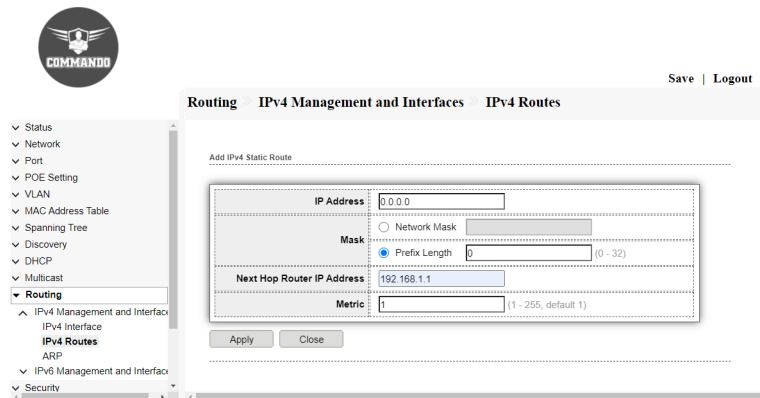 COMMANDO
Save | Logout
Routing » IPv4 Management and Interfaces » IPv4 Routes
Status
Network
Port
POE Setting
VLAN
MAC Address Table
Spanning Tree
Discovery
DHCP
Multicast
Routing
IPv4 Management and Interface
IPv4 Interface
IPv4 Routes
ARP
IPv6 Management and Interface
Security
Add IPv4 Static Route
IP Address 0.0.0.0
Mask
Network Mask
Prefix Length 0 (0 - 32)
Next Hop Router IP Address 192.168.1.1
Metric 1 (1 - 255, default 1)
Apply Close